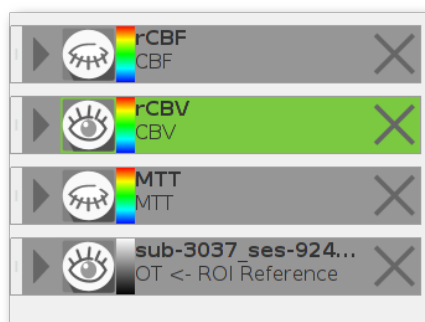 rCBF
CBF
rCBV
CBV
MTT
MTT
sub-3037_ses-924...
OT <- ROI Reference